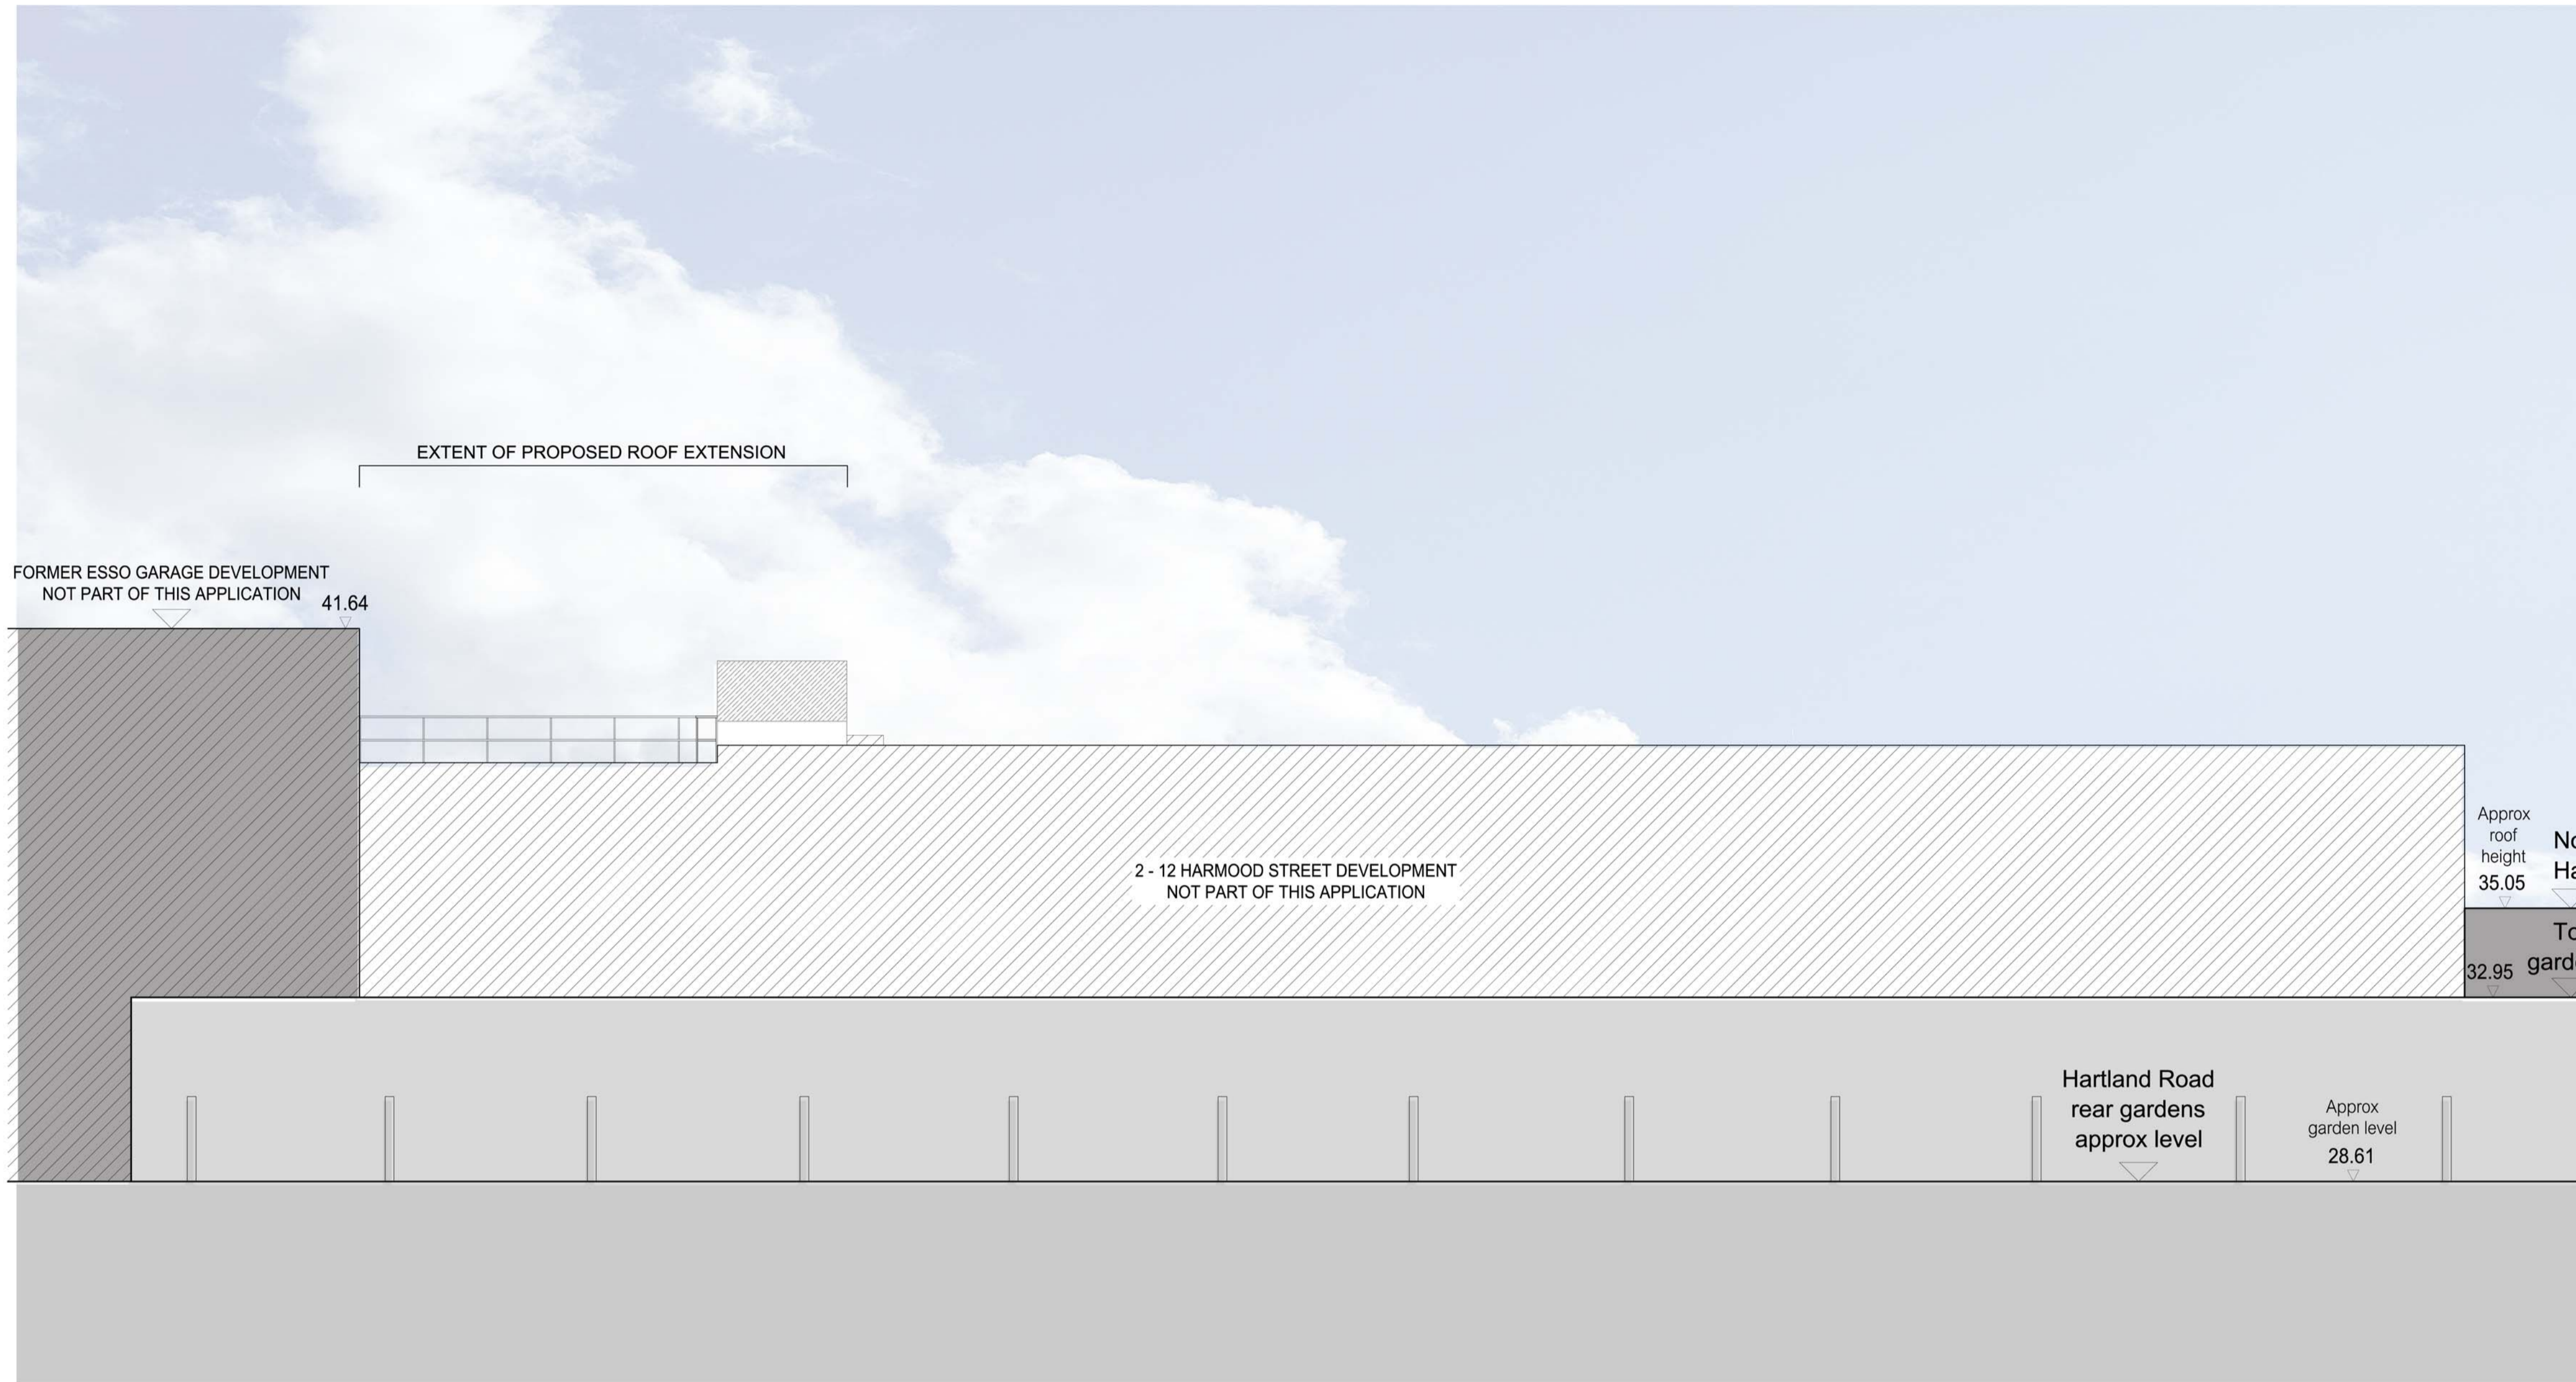 EXTENT OF PROPOSED ROOF EXTENSION
FORMER ESSO GARAGE DEVELOPMENT
NOT PART OF THIS APPLICATION
41.64
2 - 12 HARMOOD STREET DEVELOPMENT
NOT PART OF THIS APPLICATION
Approx
roof
height
35.05
32.95
Hartland Road
rear gardens
approx level
Approx
garden level
28.61